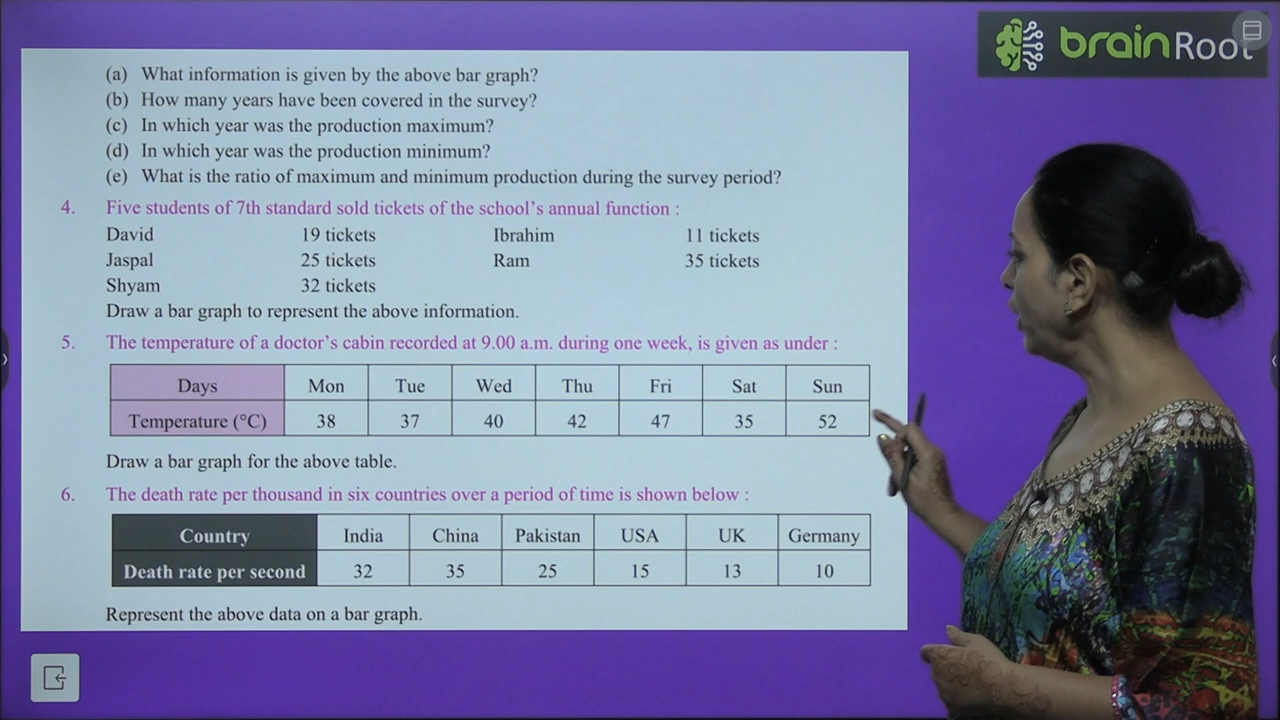 brainRoot
(a) What information is given by the above bar graph?
(b) How many years have been covered in the survey?
(c) In which year was the production maximum?
(d) In which year was the production minimum?
(e) What is the ratio of maximum and minimum production during the survey period?
4. Five students of 7th standard sold tickets of the school's annual function :
David 19 tickets Ibrahim 11 tickets
Jaspal 25 tickets Ram 35 tickets
Shyam 32 tickets
Draw a bar graph to represent the above information.
5. The temperature of a doctor's cabin recorded at 9.00 a.m. during one week, is given as under :
Days Mon Tue Wed Thu Fri Sat Sun
Temperature (°C) 38 37 40 42 47 35 52
Draw a bar graph for the above table.
6. The death rate per thousand in six countries over a period of time is shown below :
Country India China Pakistan USA UK Germany
Death rate per second 32 35 25 15 13 10
Represent the above data on a bar graph.